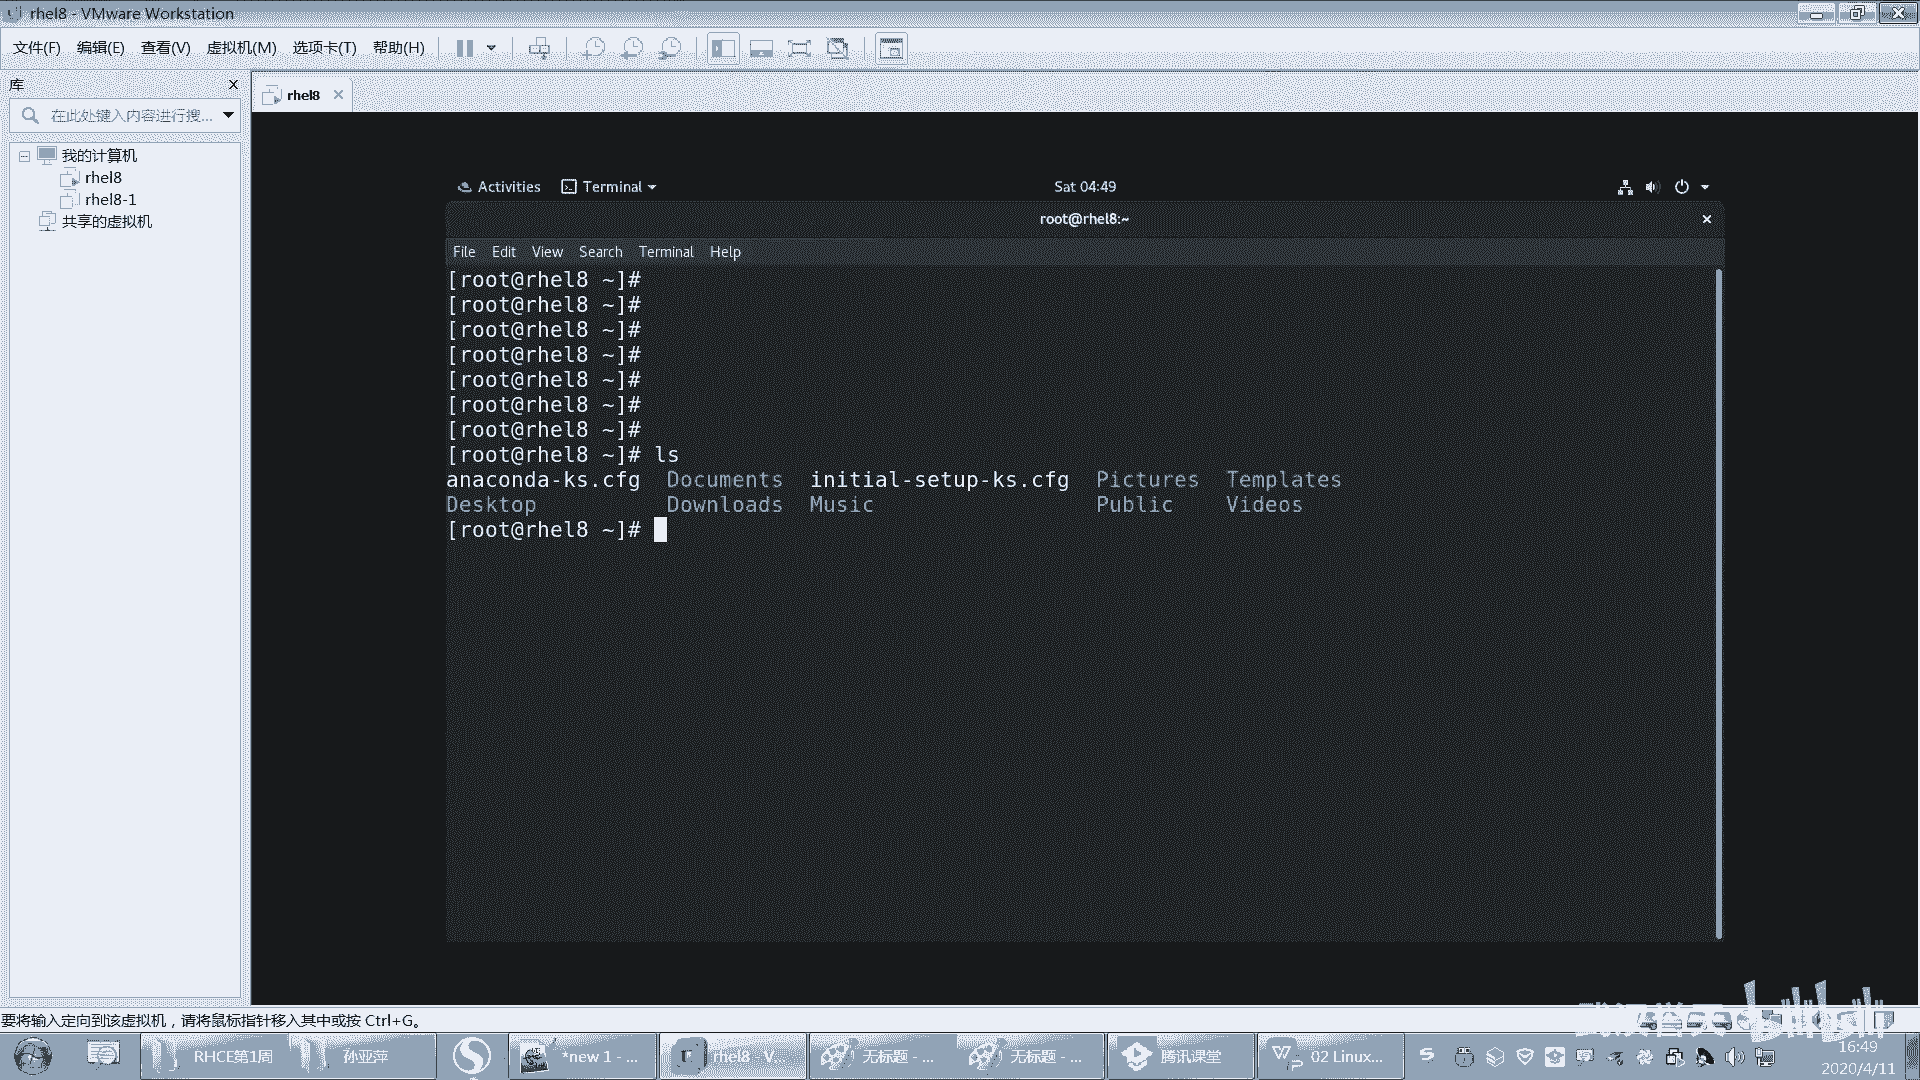 rhel8 - VMware Workstation
文件(F) 编辑(E) 查看(V) 虚拟机(M) 选项卡(T) 帮助(H)
库
在此处键入内容进行搜...
我的计算机
rhel8
rhel8-1
共享的虚拟机
rhel8
Activities Terminal Sat 04:49
root@rhel8:~
File Edit View Search Terminal Help
[root@rhel8 ~]#
[root@rhel8 ~]#
[root@rhel8 ~]#
[root@rhel8 ~]#
[root@rhel8 ~]#
[root@rhel8 ~]#
[root@rhel8 ~]#
[root@rhel8 ~]# ls
anaconda-ks.cfg Documents initial-setup-ks.cfg Pictures Templates
Desktop Downloads Music Public Videos
[root@rhel8 ~]#
要将输入定向到该虚拟机，请将鼠标指针移入其中或按 Ctrl+G。
bilibili
RHCE第1周 孙亚萍 *new 1 - ... rhel8 - V... 无标题 - ... 无标题 - ... 腾讯课堂 02 Linux...
16:49
2020/4/11